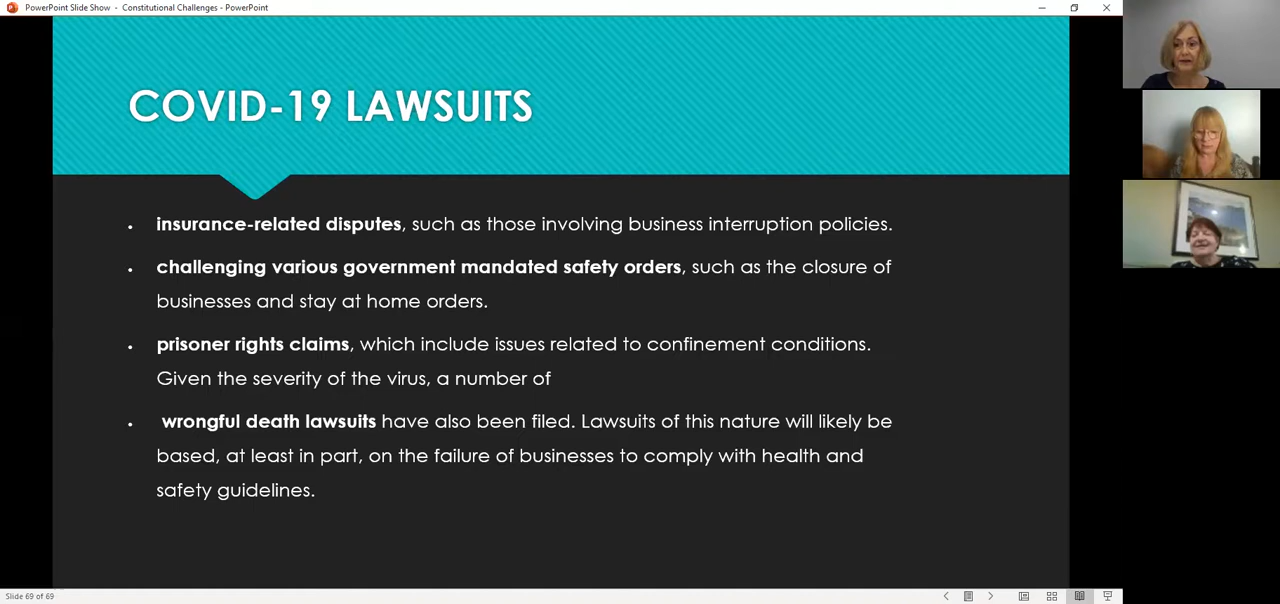 PowerPoint Slide Show - Constitutional Challenges - PowerPoint
COVID-19 LAWSUITS
• insurance-related disputes, such as those involving business interruption policies.
• challenging various government mandated safety orders, such as the closure of
businesses and stay at home orders.
• prisoner rights claims, which include issues related to confinement conditions.
Given the severity of the virus, a number of
• wrongful death lawsuits have also been filed. Lawsuits of this nature will likely be
based, at least in part, on the failure of businesses to comply with health and
safety guidelines.
Slide 69 of 69